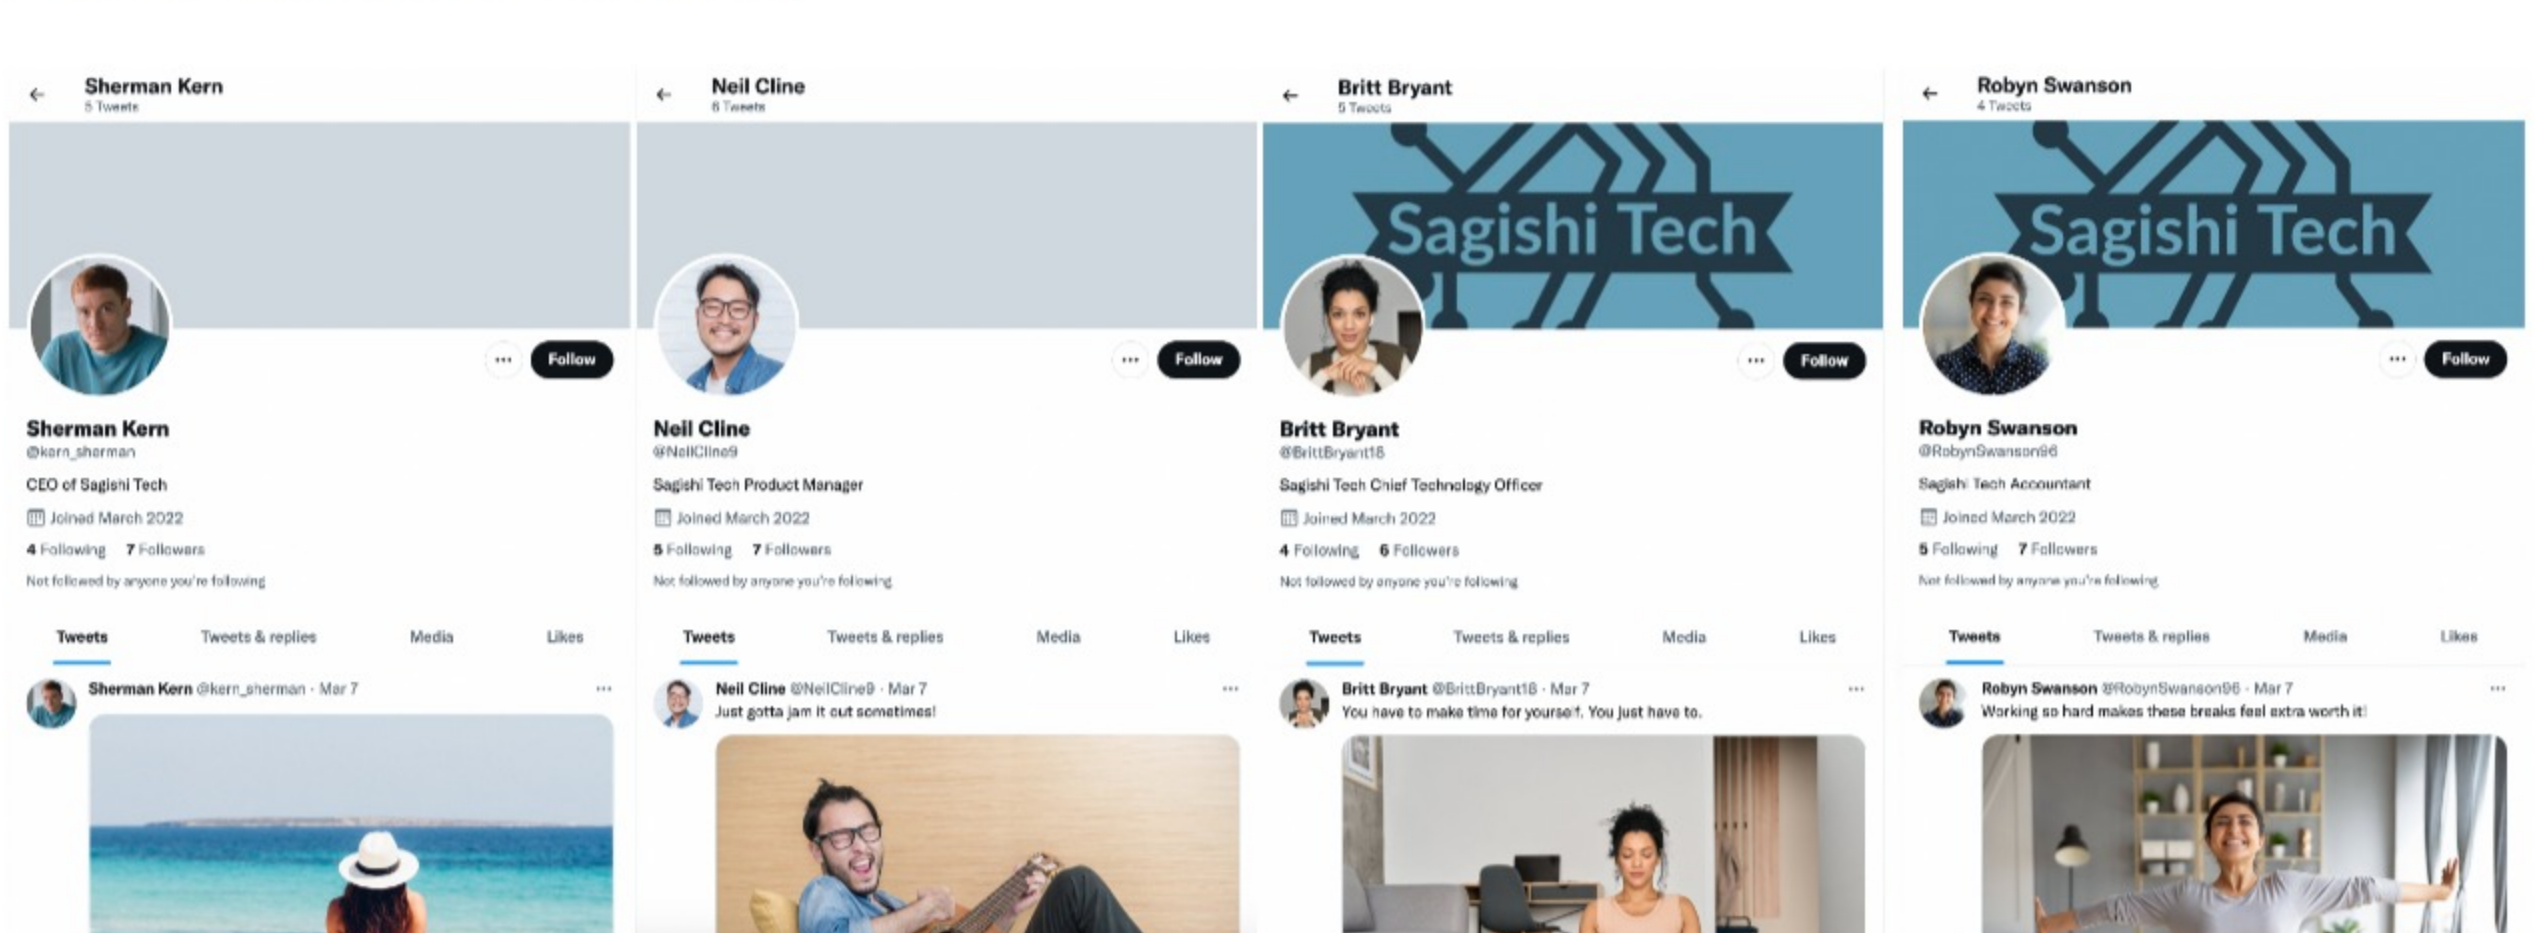 Sherman Kern
5 Tweets
Sherman Kern
@kern_sherman
CEO of Sagishi Tech
Joined March 2022
4 Following 7 Followers
Not followed by anyone you're following
Follow
Tweets Tweets & replies Media Likes
Sherman Kern @kern_sherman · Mar 7
Neil Cline
6 Tweets
Follow
Neil Cline
@NeilCline9
Sagishi Tech Product Manager
Joined March 2022
5 Following 7 Followers
Not followed by anyone you're following
Tweets Tweets & replies Media Likes
Neil Cline @NeilCline9 · Mar 7
Just gotta jam it out sometimes!
Britt Bryant
5 Tweets
Sagishi Tech
Follow
Britt Bryant
@BrittBryant18
Sagishi Tech Chief Technology Officer
Joined March 2022
4 Following 6 Followers
Not followed by anyone you're following
Tweets Tweets & replies Media Likes
Britt Bryant @BrittBryant18 · Mar 7
You have to make time for yourself. You just have to.
Robyn Swanson
4 Tweets
Sagishi Tech
Follow
Robyn Swanson
@RobynSwanson96
Sagishi Tech Accountant
Joined March 2022
5 Following 7 Followers
Not followed by anyone you're following
Tweets Tweets & replies Media Likes
Robyn Swanson @RobynSwanson96 · Mar 7
Working so hard makes these breaks feel extra worth it!